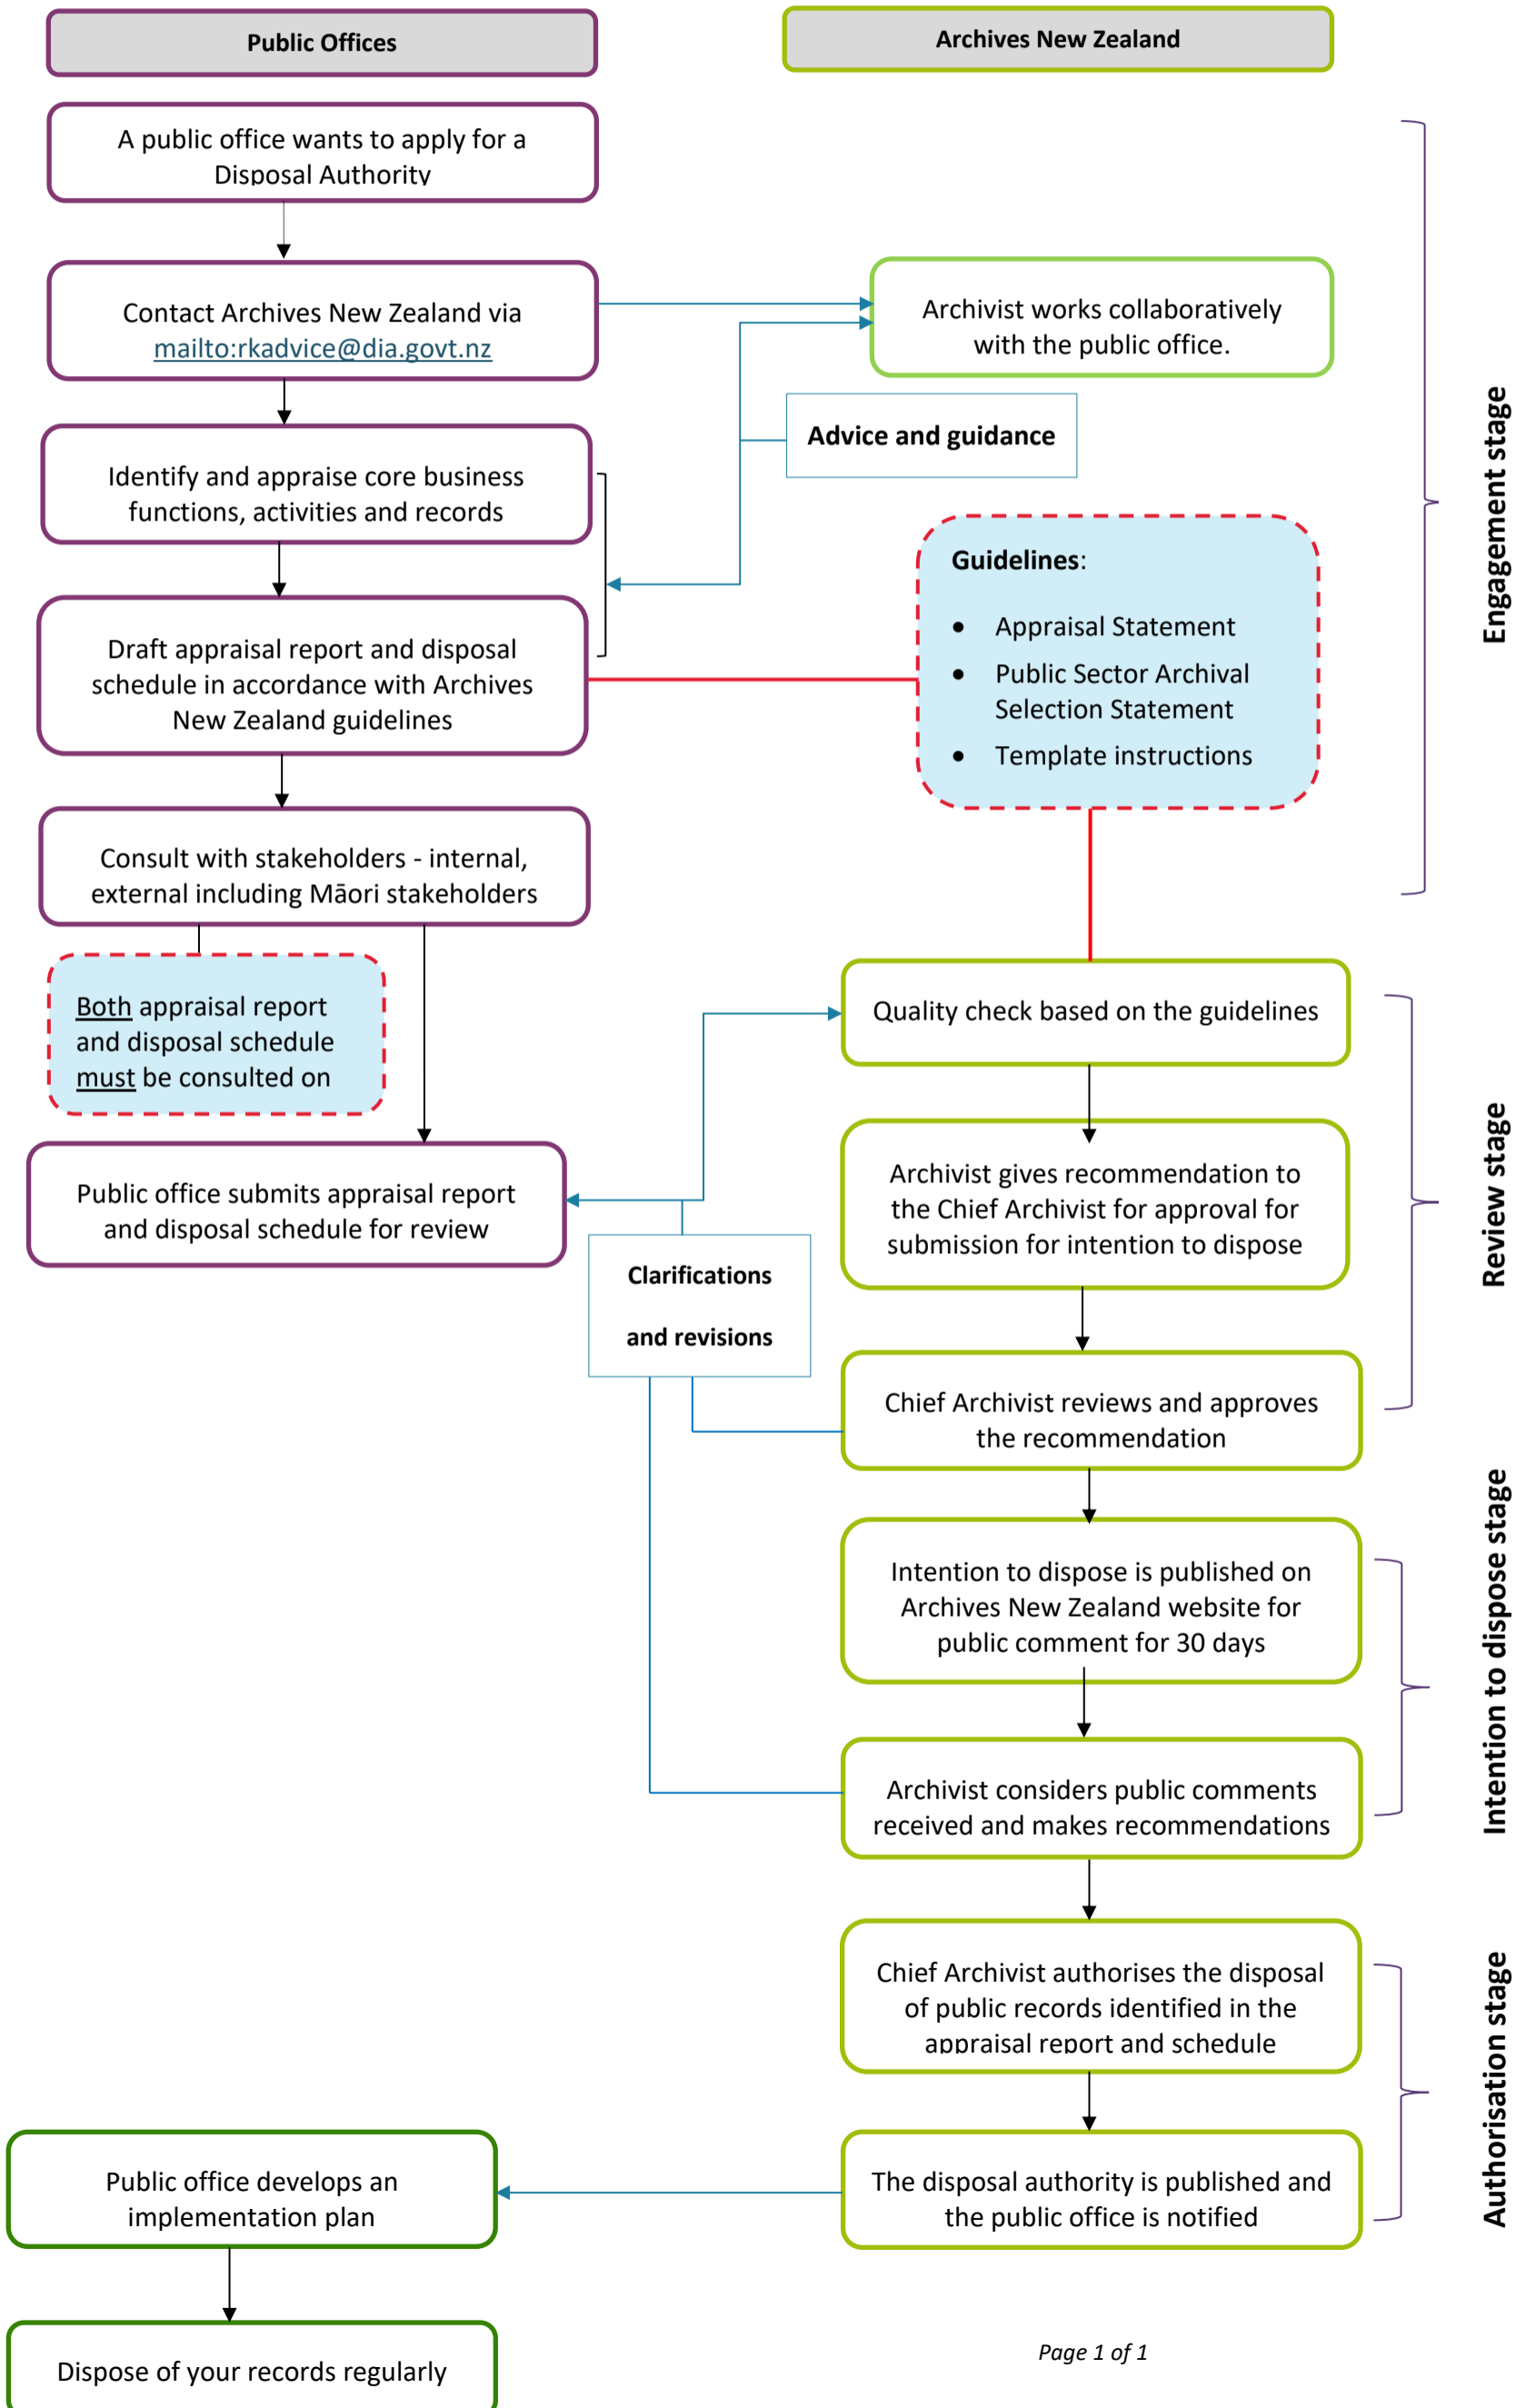 Public Offices
Archives New Zealand
A public office wants to apply for a
Disposal Authority
Contact Archives New Zealand via
mailto:rkadvice@dia.govt.nz
Archivist works collaboratively
with the public office.
Advice and guidance
Identify and appraise core business
functions, activities and records
Draft appraisal report and disposal
schedule in accordance with Archives
New Zealand guidelines
Guidelines:
• Appraisal Statement
• Public Sector Archival
Selection Statement
• Template instructions
Engagement stage
Consult with stakeholders - internal,
external including Māori stakeholders
Both appraisal report
and disposal schedule
must be consulted on
Public office submits appraisal report
and disposal schedule for review
Quality check based on the guidelines
Archivist gives recommendation to
the Chief Archivist for approval for
submission for intention to dispose
Clarifications
and revisions
Chief Archivist reviews and approves
the recommendation
Review stage
Intention to dispose is published on
Archives New Zealand website for
public comment for 30 days
Archivist considers public comments
received and makes recommendations
Intention to dispose stage
Chief Archivist authorises the disposal
of public records identified in the
appraisal report and schedule
The disposal authority is published and
the public office is notified
Authorisation stage
Public office develops an
implementation plan
Dispose of your records regularly
Page 1 of 1